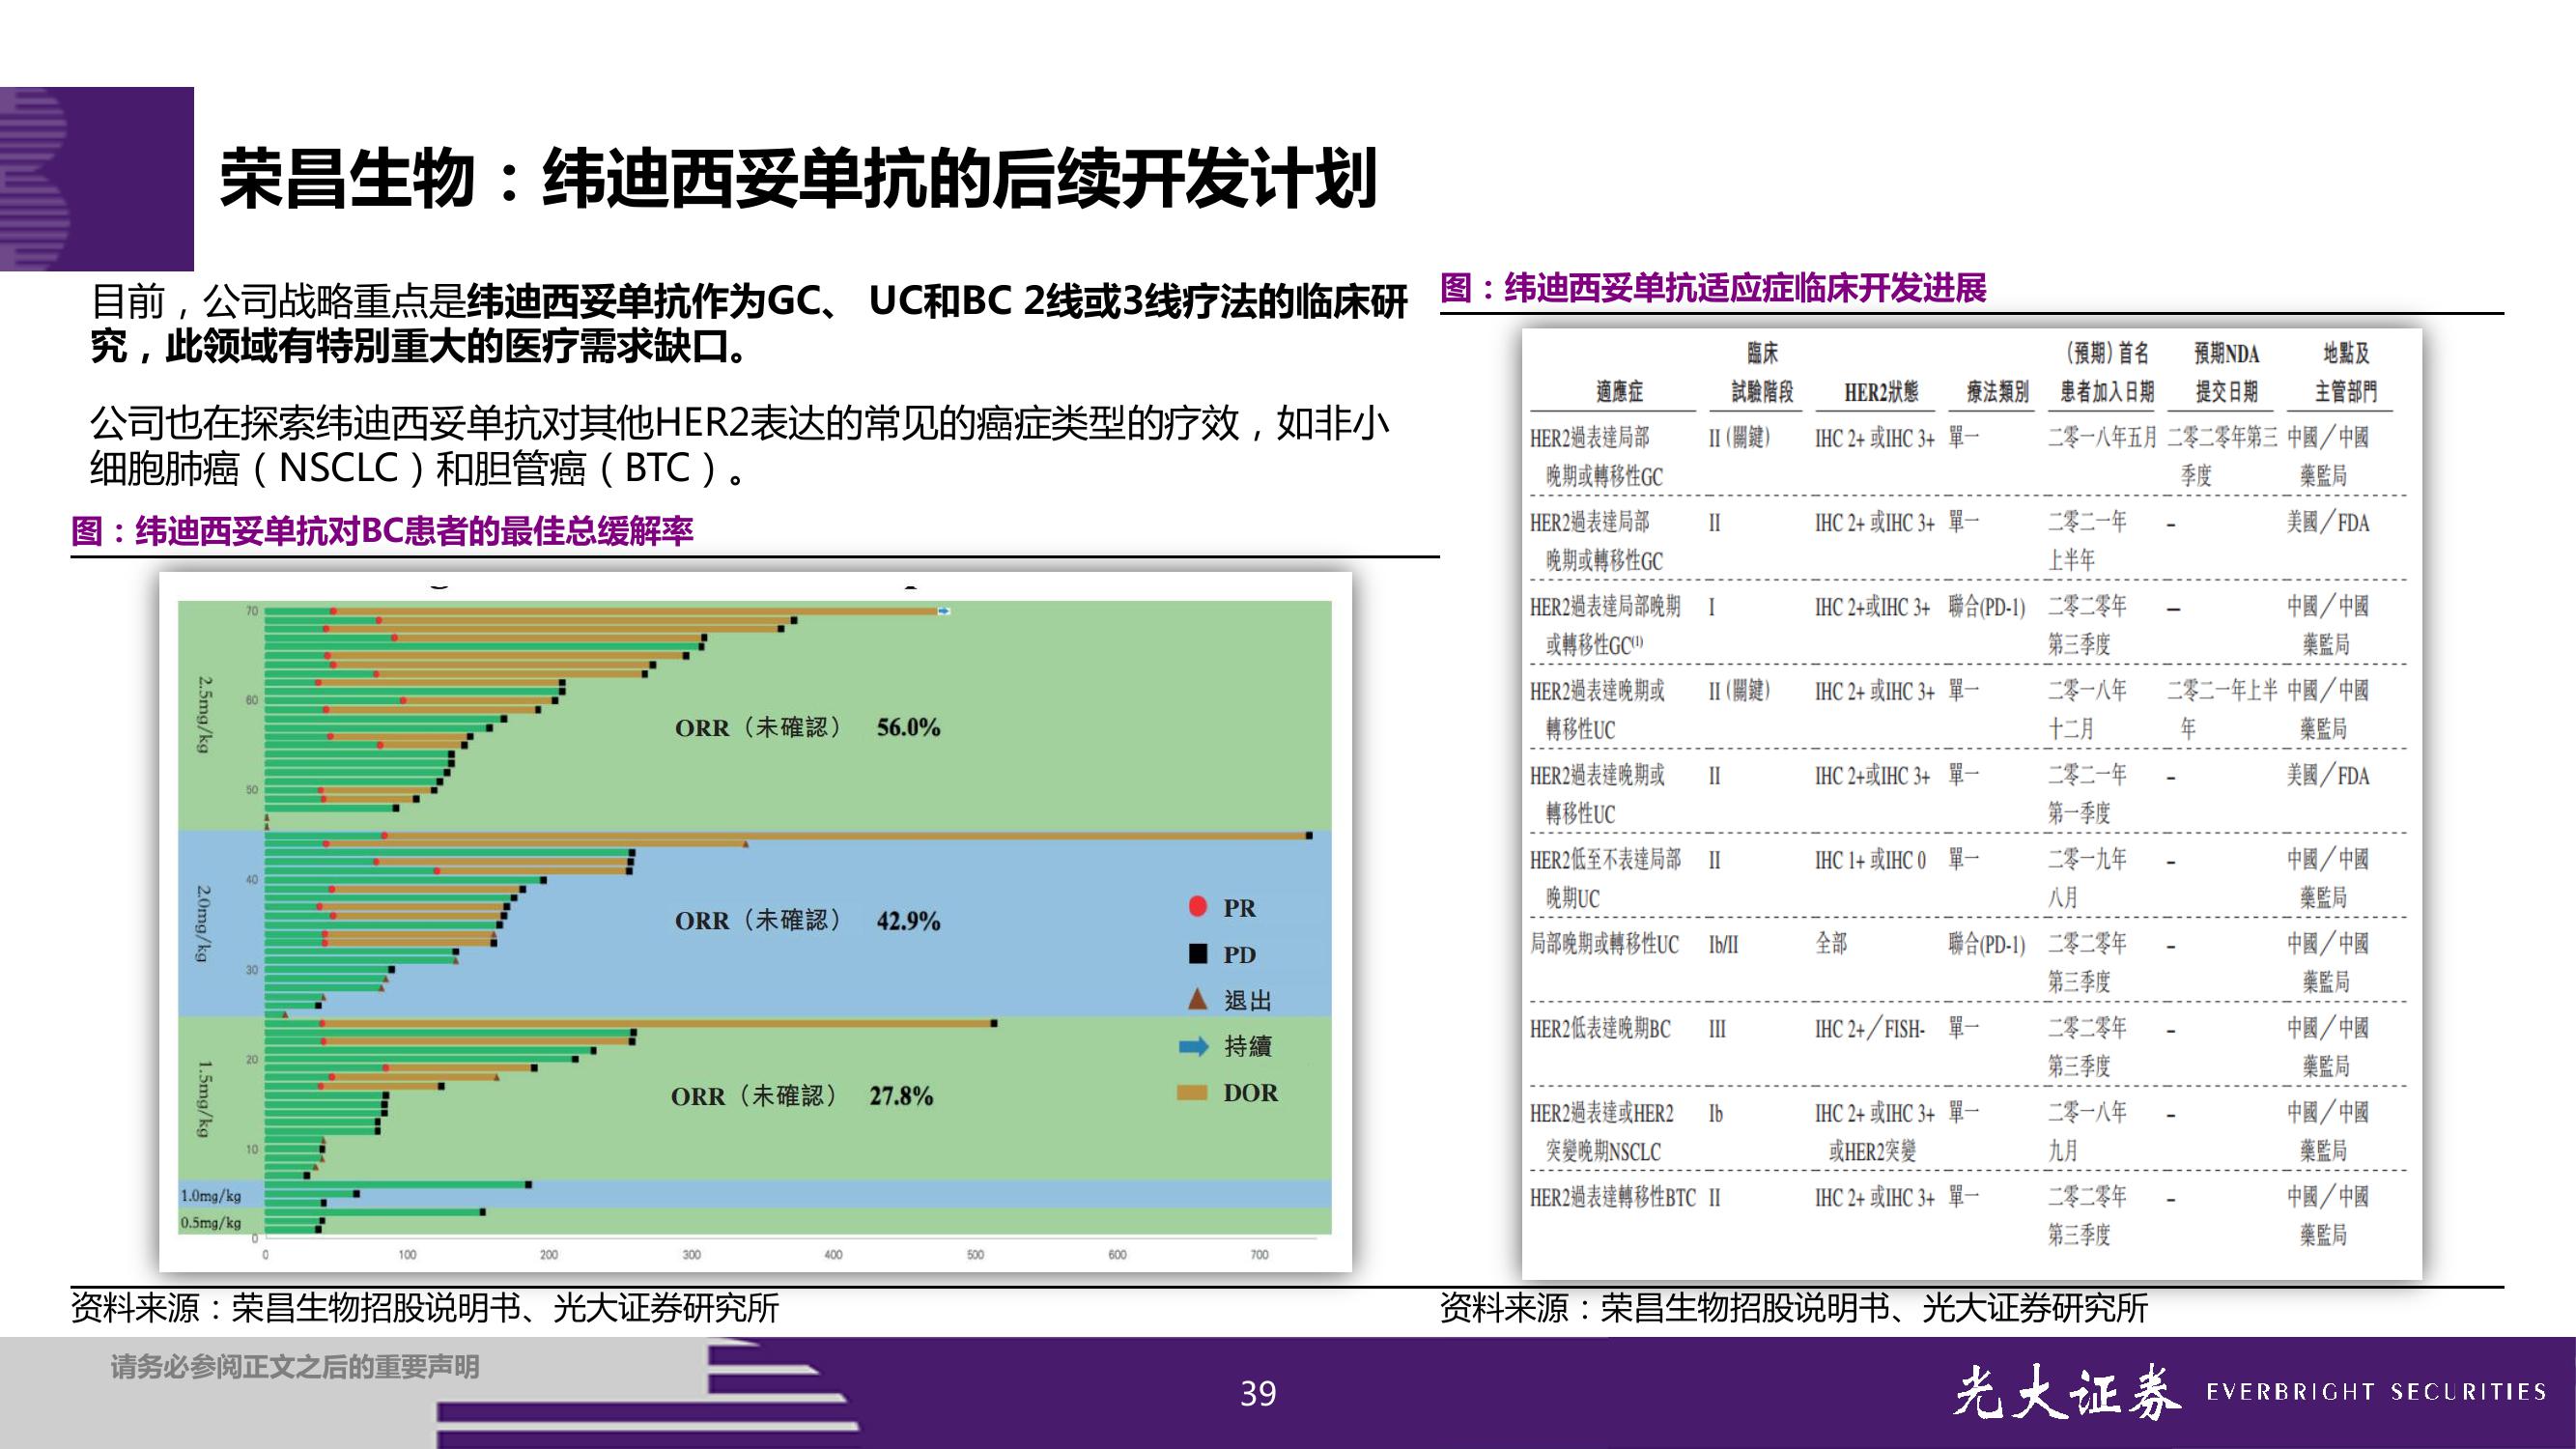 荣昌生物：纬迪西妥单抗的后续开发计划
目前，公司战略重点是纬迪西妥单抗作为GC、 UC和BC 2线或3线疗法的临床研
究，此领域有特别重大的医疗需求缺口。
公司也在探索纬迪西妥单抗对其他HER2表达的常见的癌症类型的疗效，如非小
细胞肺癌（NSCLC）和胆管癌（BTC）。
图：纬迪西妥单抗对BC患者的最佳总缓解率
70
60
50
40
30
20
10
0
2.5mg/kg
2.0mg/kg
1.5mg/kg
1.0mg/kg
0.5mg/kg
ORR（未確認） 56.0%
ORR（未確認） 42.9%
ORR（未確認） 27.8%
PR
PD
退出
持續
DOR
0 100 200 300 400 500 600 700
资料来源：荣昌生物招股说明书、光大证券研究所
图：纬迪西妥单抗适应症临床开发进展
臨床 （預期）首名 預期NDA 地點及
適應症 試驗階段 HER2狀態 療法類別 患者加入日期 提交日期 主管部門
HER2過表達局部 II（關鍵） IHC 2+ 或IHC 3+ 單一 二零一八年五月 二零二零年第三 中國／中國
晚期或轉移性GC 季度 藥監局
HER2過表達局部 II IHC 2+ 或IHC 3+ 單一 二零二一年 – 美國／FDA
晚期或轉移性GC 上半年
HER2過表達局部晚期 I IHC 2+或IHC 3+ 聯合(PD-1) 二零二零年 – 中國／中國
或轉移性GC(1) 第三季度 藥監局
HER2過表達晚期或 II（關鍵） IHC 2+ 或IHC 3+ 單一 二零一八年 二零二一年上半 中國／中國
轉移性UC 十二月 年 藥監局
HER2過表達晚期或 II IHC 2+或IHC 3+ 單一 二零二一年 – 美國／FDA
轉移性UC 第一季度
HER2低至不表達局部 II IHC 1+ 或IHC 0 單一 二零一九年 – 中國／中國
晚期UC 八月 藥監局
局部晚期或轉移性UC Ib/II 全部 聯合(PD-1) 二零二零年 – 中國／中國
第三季度 藥監局
HER2低表達晚期BC III IHC 2+／FISH- 單一 二零二零年 – 中國／中國
第三季度 藥監局
HER2過表達或HER2 Ib IHC 2+ 或IHC 3+ 單一 二零一八年 – 中國／中國
突變晚期NSCLC 或HER2突變 九月 藥監局
HER2過表達轉移性BTC II IHC 2+ 或IHC 3+ 單一 二零二零年 – 中國／中國
第三季度 藥監局
资料来源：荣昌生物招股说明书、光大证券研究所
请务必参阅正文之后的重要声明
39
光大证券 EVERBRIGHT SECURITIES